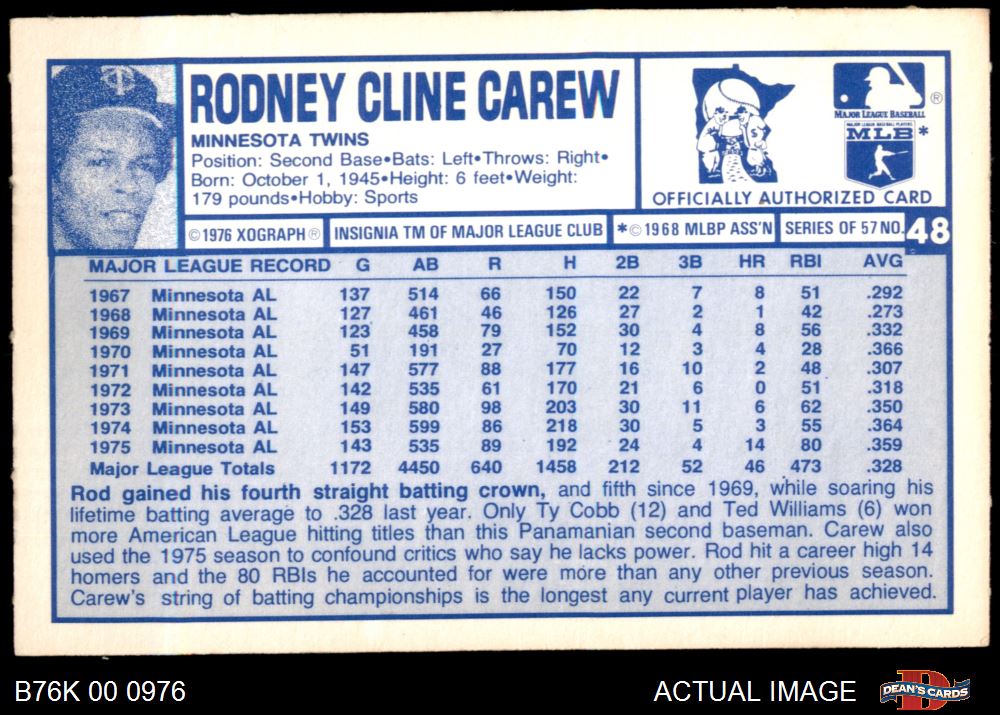 RODNEY CLINE CAREW
MINNESOTA TWINS
Position: Second Base•Bats: Left•Throws: Right•
Born: October 1, 1945•Height: 6 feet•Weight:
179 pounds•Hobby: Sports
MAJOR LEAGUE BASEBALL ®
MAJOR LEAGUE BASEBALL PLAYERS
MLB *
OFFICIALLY AUTHORIZED CARD
© 1976 XOGRAPH ® INSIGNIA TM OF MAJOR LEAGUE CLUB *© 1968 MLBP ASS'N SERIES OF 57 NO. 48
MAJOR LEAGUE RECORD G AB R H 2B 3B HR RBI AVG
1967 Minnesota AL 137 514 66 150 22 7 8 51 .292
1968 Minnesota AL 127 461 46 126 27 2 1 42 .273
1969 Minnesota AL 123 458 79 152 30 4 8 56 .332
1970 Minnesota AL 51 191 27 70 12 3 4 28 .366
1971 Minnesota AL 147 577 88 177 16 10 2 48 .307
1972 Minnesota AL 142 535 61 170 21 6 0 51 .318
1973 Minnesota AL 149 580 98 203 30 11 6 62 .350
1974 Minnesota AL 153 599 86 218 30 5 3 55 .364
1975 Minnesota AL 143 535 89 192 24 4 14 80 .359
Major League Totals 1172 4450 640 1458 212 52 46 473 .328
Rod gained his fourth straight batting crown, and fifth since 1969, while soaring his
lifetime batting average to .328 last year. Only Ty Cobb (12) and Ted Williams (6) won
more American League hitting titles than this Panamanian second baseman. Carew also
used the 1975 season to confound critics who say he lacks power. Rod hit a career high 14
homers and the 80 RBIs he accounted for were more than any other previous season.
Carew's string of batting championships is the longest any current player has achieved.
B76K 00 0976
ACTUAL IMAGE
DEAN'S CARDS